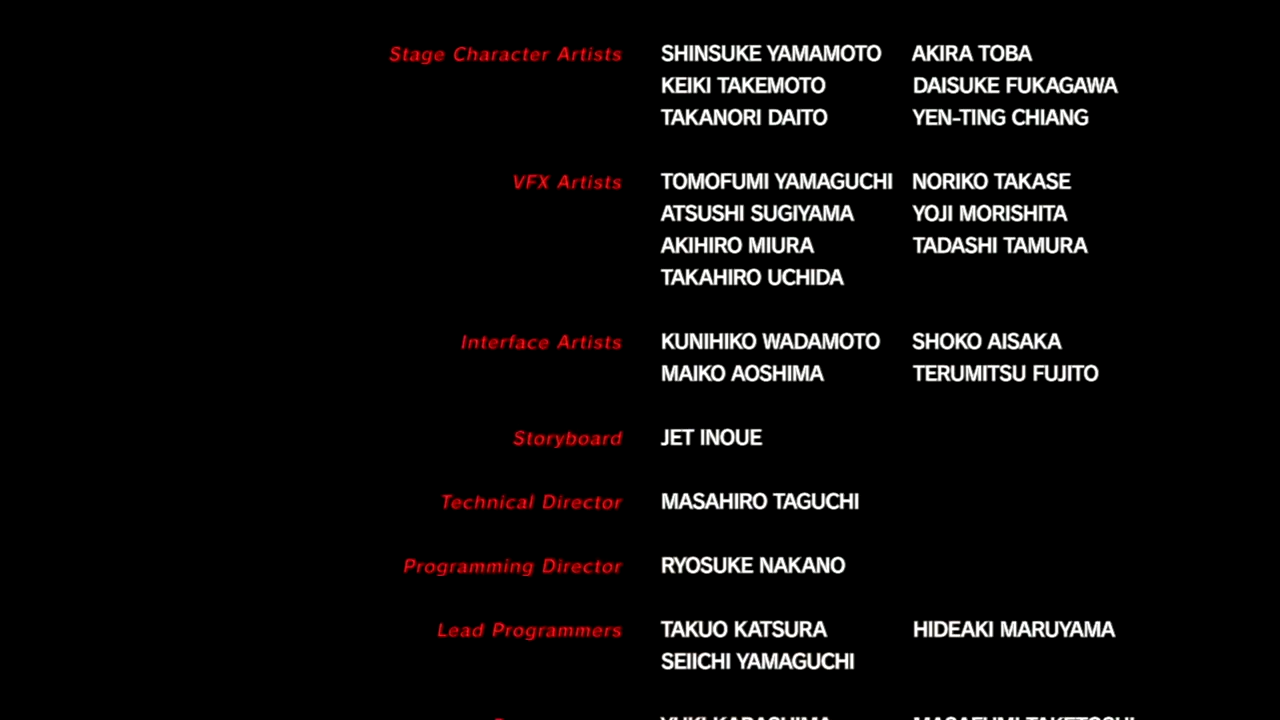 Stage Character Artists SHINSUKE YAMAMOTO AKIRA TOBA
KEIKI TAKEMOTO DAISUKE FUKAGAWA
TAKANORI DAITO YEN-TING CHIANG
VFX Artists TOMOFUMI YAMAGUCHI NORIKO TAKASE
ATSUSHI SUGIYAMA YOJI MORISHITA
AKIHIRO MIURA TADASHI TAMURA
TAKAHIRO UCHIDA
Interface Artists KUNIHIKO WADAMOTO SHOKO AISAKA
MAIKO AOSHIMA TERUMITSU FUJITO
Storyboard JET INOUE
Technical Director MASAHIRO TAGUCHI
Programming Director RYOSUKE NAKANO
Lead Programmers TAKUO KATSURA HIDEAKI MARUYAMA
SEIICHI YAMAGUCHI